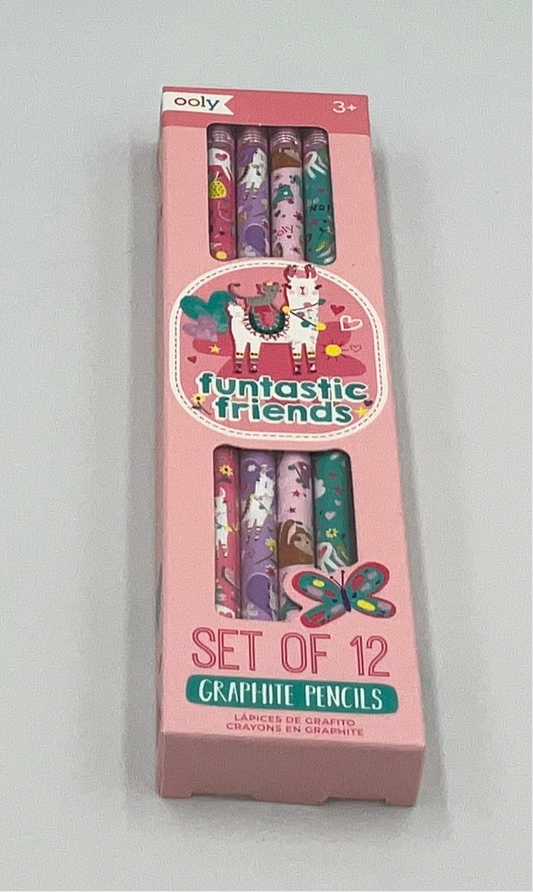 ooly
3+
funtastic
friends
SET OF 12
GRAPHITE PENCILS
LÁPICES DE GRAFITO
CRAYONS EN GRAPHITE